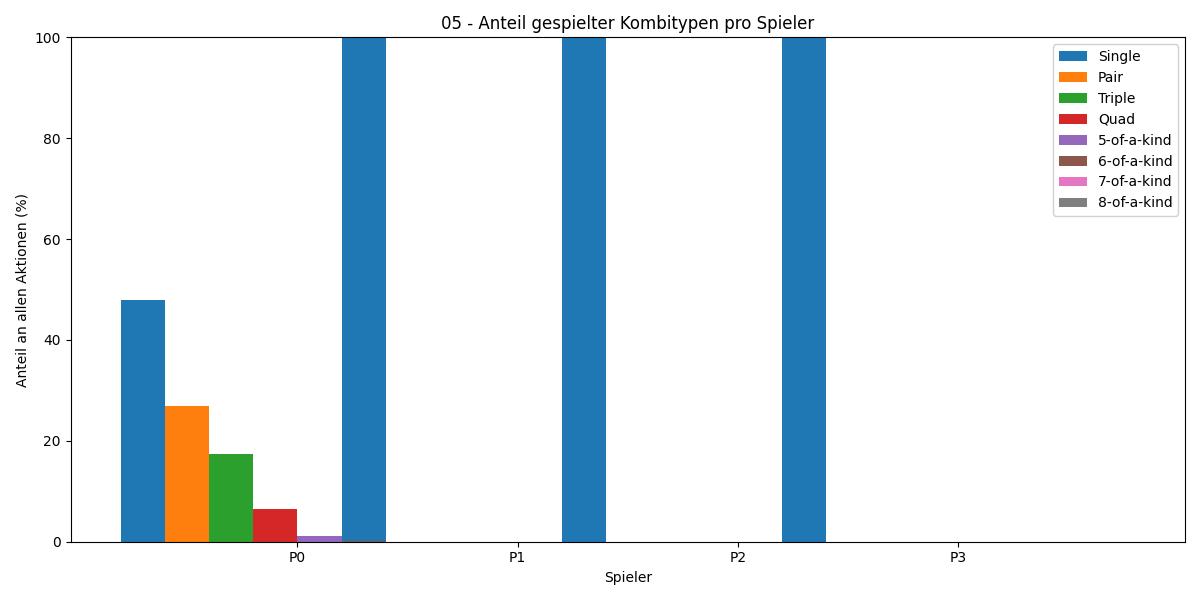 05 - Anteil gespielter Kombitypen pro Spieler
100
80
60
40
20
0
Anteil an allen Aktionen (%)
Single
Pair
Triple
Quad
5-of-a-kind
6-of-a-kind
7-of-a-kind
8-of-a-kind
P0 P1 P2 P3
Spieler